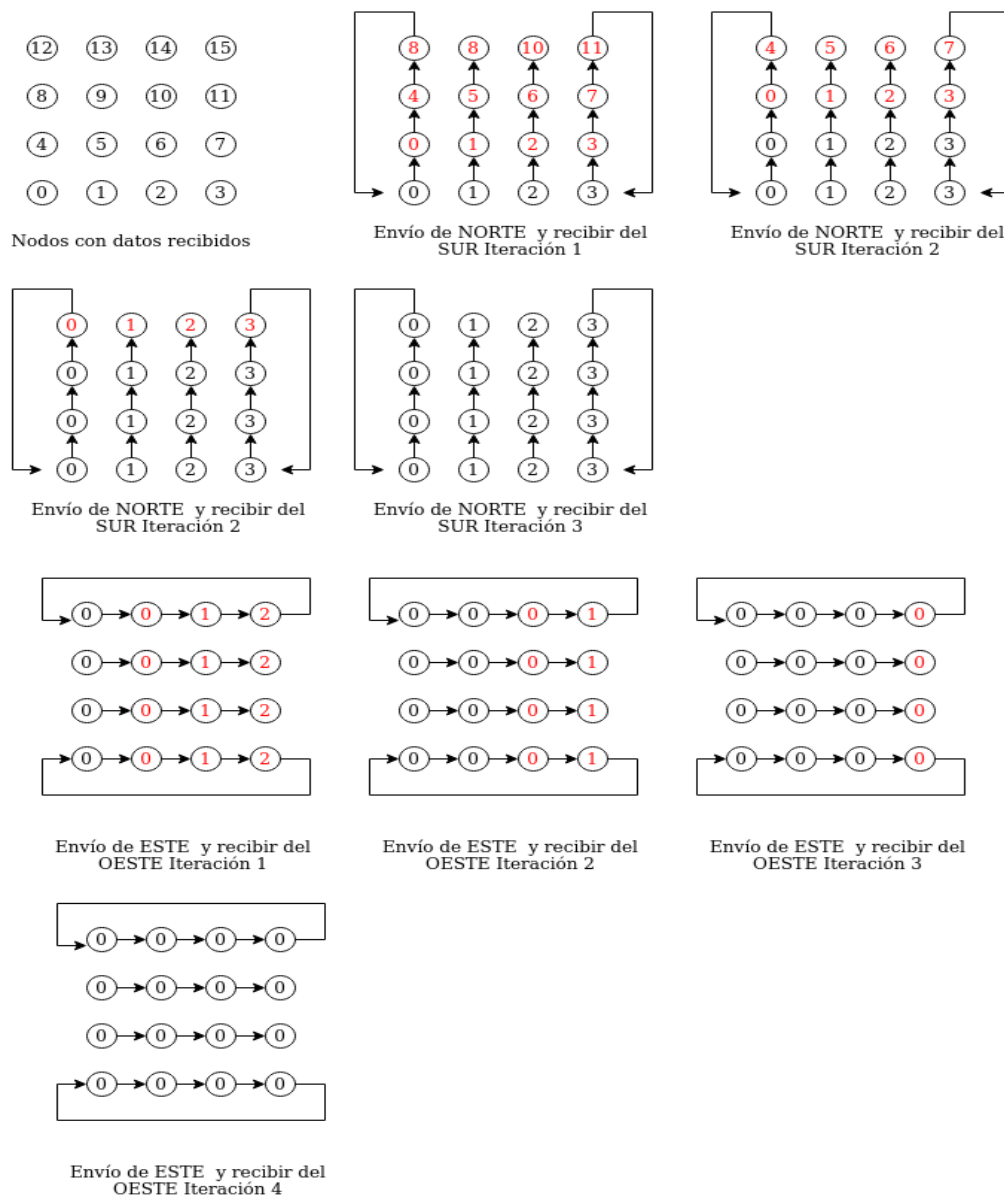 12 13 14 15
8 9 10 11
4 5 6 7
0 1 2 3
Nodos con datos recibidos
8 8 10 11
4 5 6 7
0 1 2 3
0 1 2 3
Envío de NORTE y recibir del
SUR Iteración 1
4 5 6 7
0 1 2 3
0 1 2 3
0 1 2 3
Envío de NORTE y recibir del
SUR Iteración 2
0 1 2 3
0 1 2 3
0 1 2 3
0 1 2 3
Envío de NORTE y recibir del
SUR Iteración 2
0 1 2 3
0 1 2 3
0 1 2 3
0 1 2 3
Envío de NORTE y recibir del
SUR Iteración 3
0 0 1 2
0 0 1 2
0 0 1 2
0 0 1 2
Envío de ESTE y recibir del
OESTE Iteración 1
0 0 0 1
0 0 0 1
0 0 0 1
0 0 0 1
Envío de ESTE y recibir del
OESTE Iteración 2
0 0 0 0
0 0 0 0
0 0 0 0
0 0 0 0
Envío de ESTE y recibir del
OESTE Iteración 3
0 0 0 0
0 0 0 0
0 0 0 0
0 0 0 0
Envío de ESTE y recibir del
OESTE Iteración 4